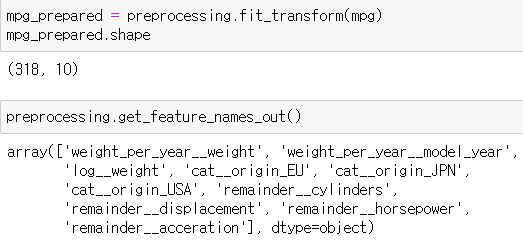 mpg_prepared = preprocessing.fit_transform(mpg)
mpg_prepared.shape
(318, 10)
preprocessing.get_feature_names_out()
array(['weight_per_year__weight', 'weight_per_year__model_year',
'log__weight', 'cat__origin_EU', 'cat__origin_JPN',
'cat__origin_USA', 'remainder__cylinders',
'remainder__displacement', 'remainder__horsepower',
'remainder__acceration'], dtype=object)